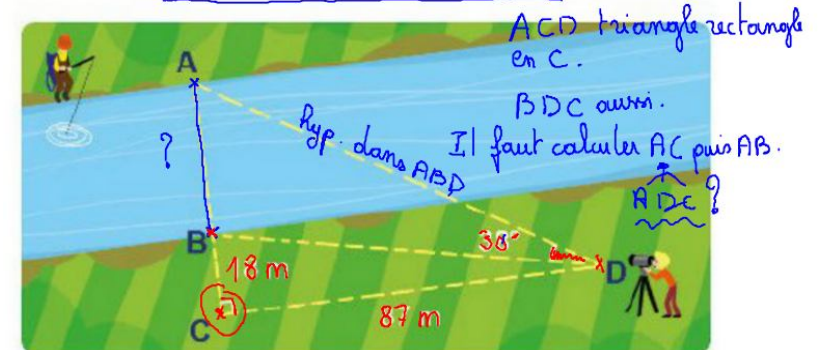 ACD triangle rectangle
en C.
BDC aussi.
Il faut calculer AC puis AB.
ADC ?
A
hyp. dans ABD
?
B
30°
D
18 m
87 m
C